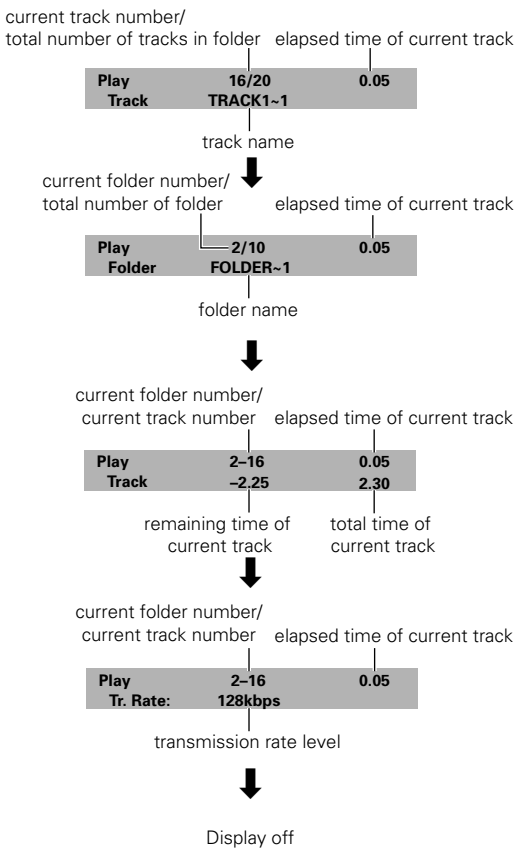 current track number/
total number of tracks in folder elapsed time of current track
Play 16/20 0.05
Track TRACK1~1
track name
current folder number/
total number of folder elapsed time of current track
Play 2/10 0.05
Folder FOLDER~1
folder name
current folder number/
current track number elapsed time of current track
Play 2–16 0.05
Track –2.25 2.30
remaining time of total time of
current track current track
current folder number/
current track number elapsed time of current track
Play 2–16 0.05
Tr. Rate: 128kbps
transmission rate level
Display off